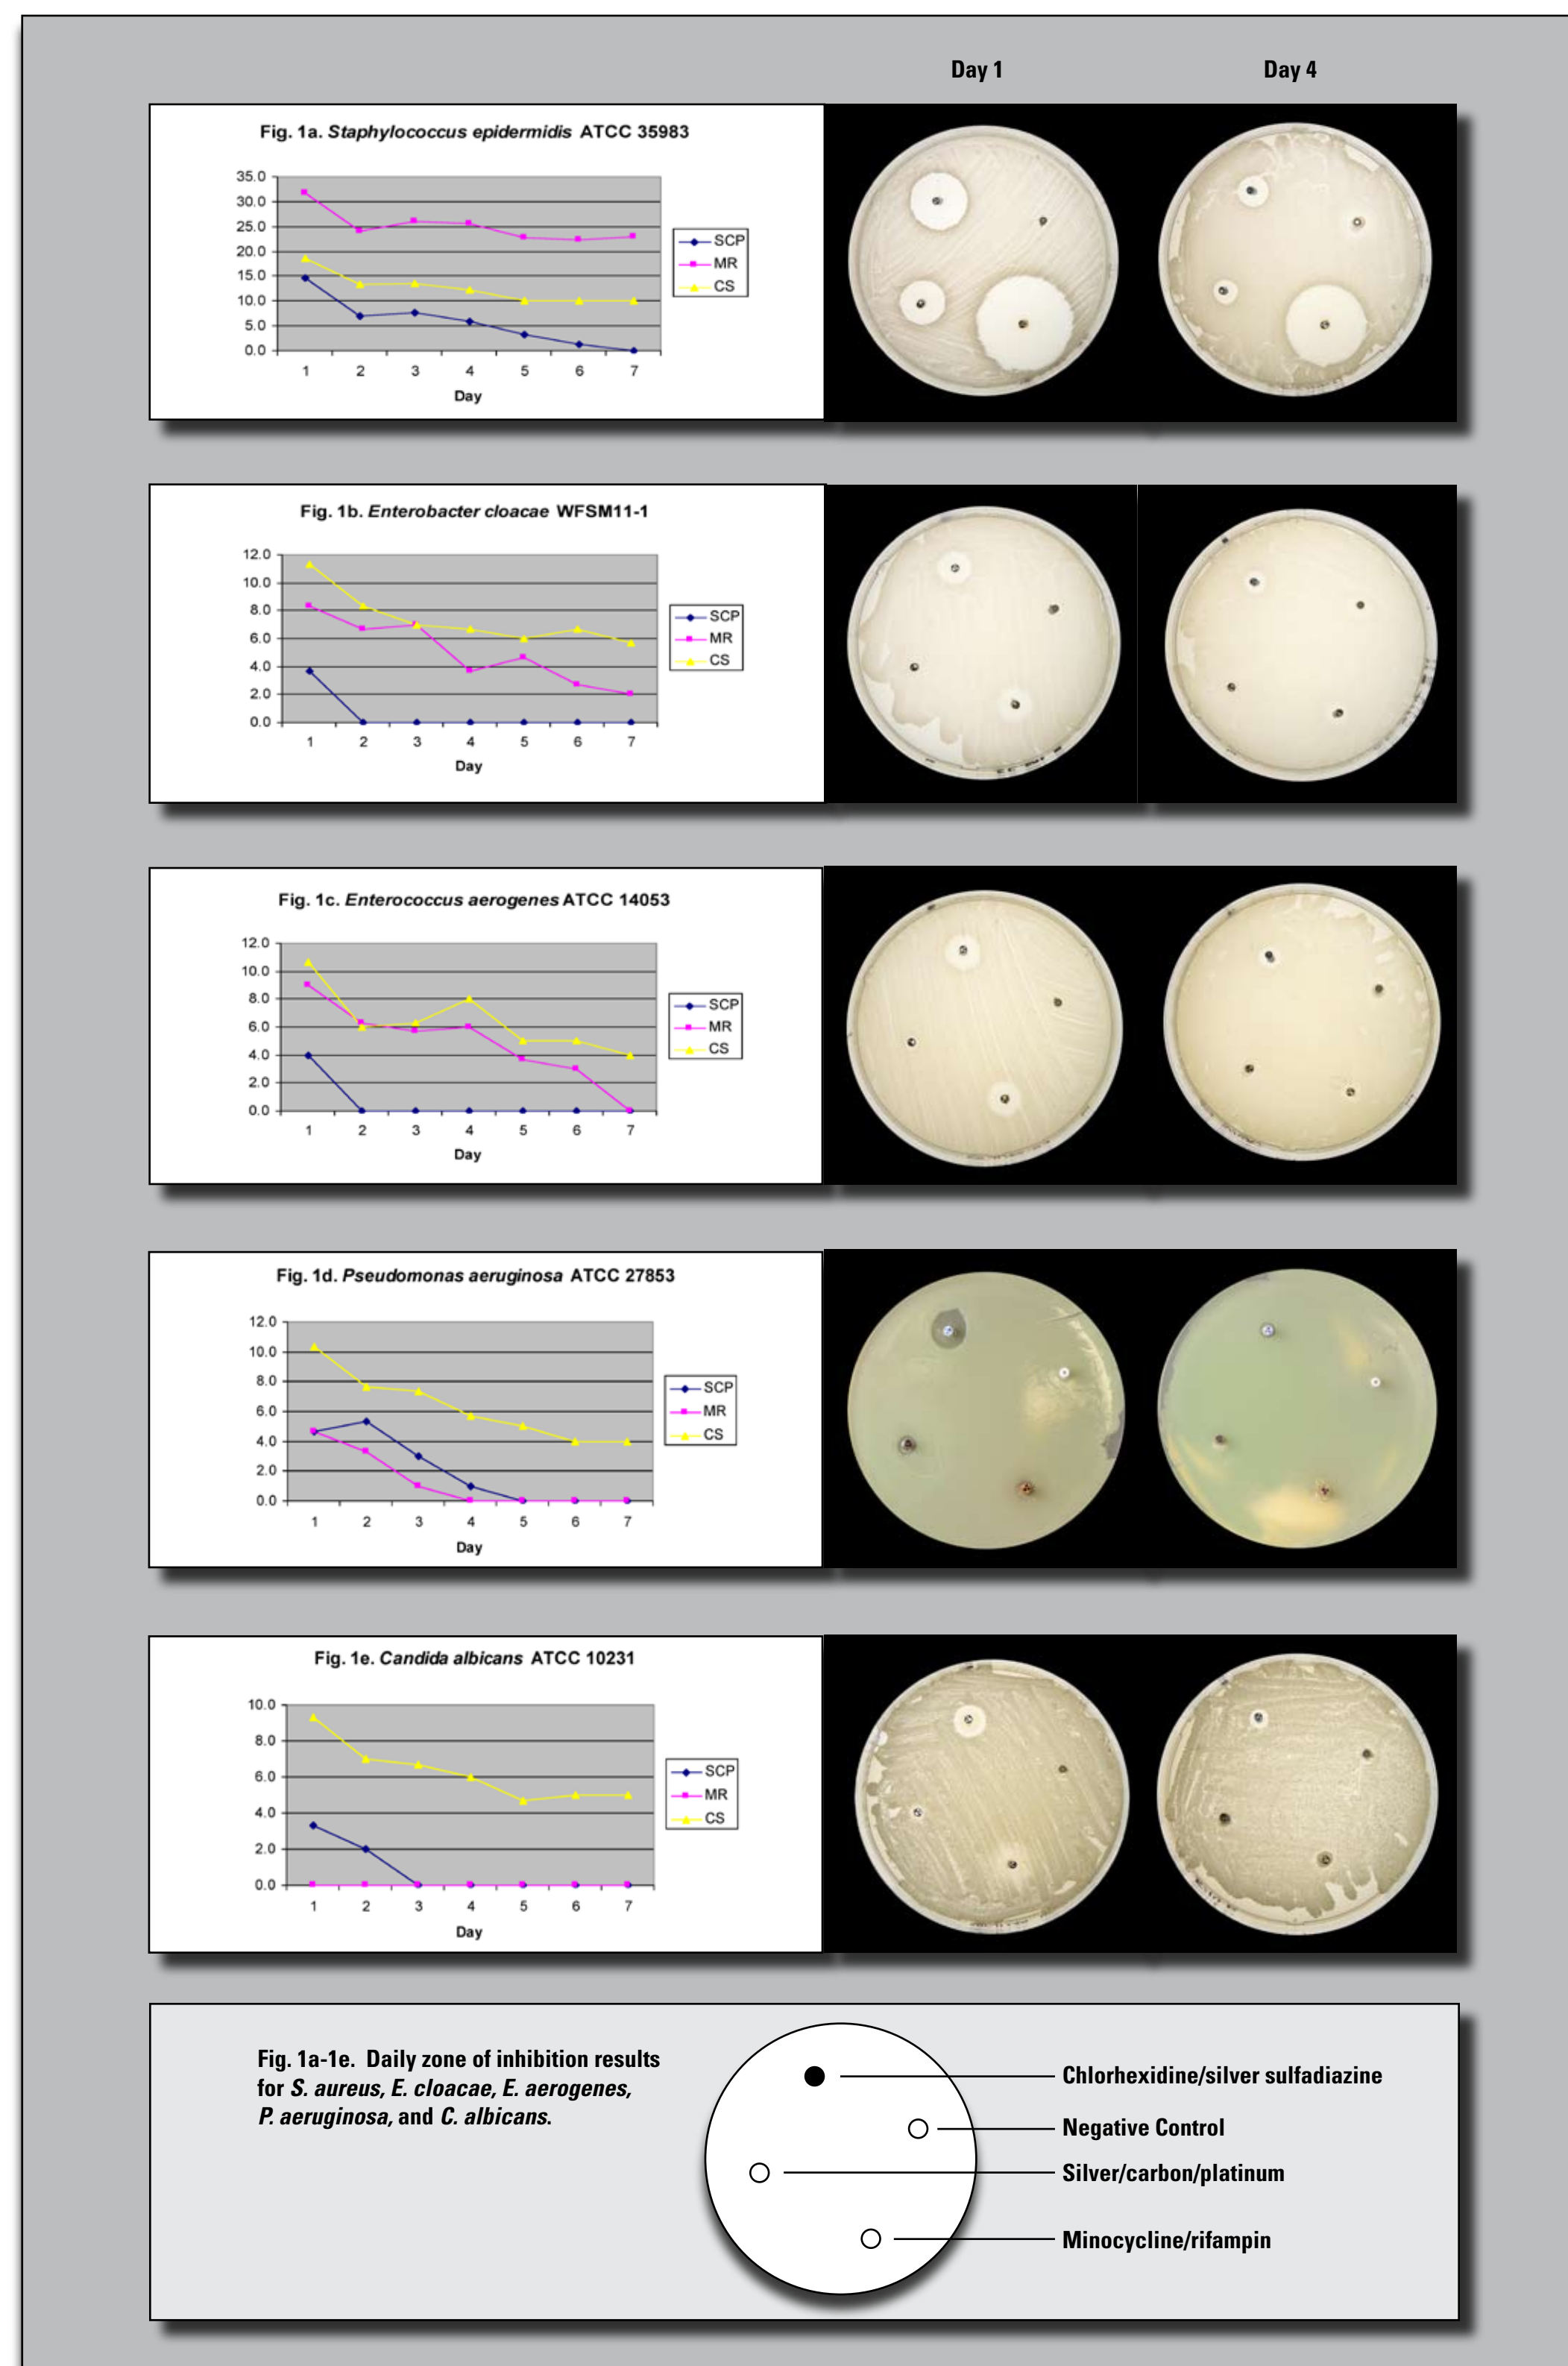 Day 1
Day 4
Fig. 1a. Staphylococcus epidermidis ATCC 35983
35.0
30.0
25.0
20.0
15.0
10.0
5.0
0.0
1 2 3 4 5 6 7
Day
SCP
MR
CS
Fig. 1b. Enterobacter cloacae WFSM11-1
12.0
10.0
8.0
6.0
4.0
2.0
0.0
1 2 3 4 5 6 7
Day
SCP
MR
CS
Fig. 1c. Enterococcus aerogenes ATCC 14053
12.0
10.0
8.0
6.0
4.0
2.0
0.0
1 2 3 4 5 6 7
Day
SCP
MR
CS
Fig. 1d. Pseudomonas aeruginosa ATCC 27853
12.0
10.0
8.0
6.0
4.0
2.0
0.0
1 2 3 4 5 6 7
Day
SCP
MR
CS
Fig. 1e. Candida albicans ATCC 10231
10.0
8.0
6.0
4.0
2.0
0.0
1 2 3 4 5 6 7
Day
SCP
MR
CS
Fig. 1a-1e. Daily zone of inhibition results
for S. aureus, E. cloacae, E. aerogenes,
P. aeruginosa, and C. albicans.
Chlorhexidine/silver sulfadiazine
Negative Control
Silver/carbon/platinum
Minocycline/rifampin